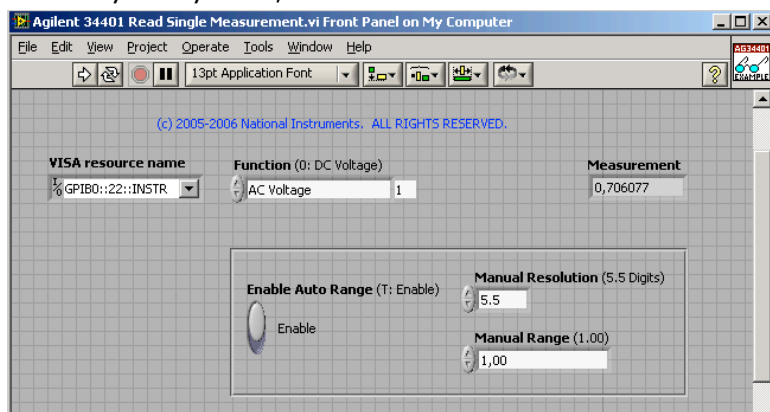 Agilent 34401 Read Single Measurement.vi Front Panel on My Computer
File Edit View Project Operate Tools Window Help
13pt Application Font
AG34401
EXAMPLE
(c) 2005-2006 National Instruments. ALL RIGHTS RESERVED.
VISA resource name Function (0: DC Voltage) Measurement
GPIB0::22::INSTR AC Voltage 1 0,706077
Enable Auto Range (T: Enable) Manual Resolution (5.5 Digits)
5.5
Enable
Manual Range (1.00)
1,00